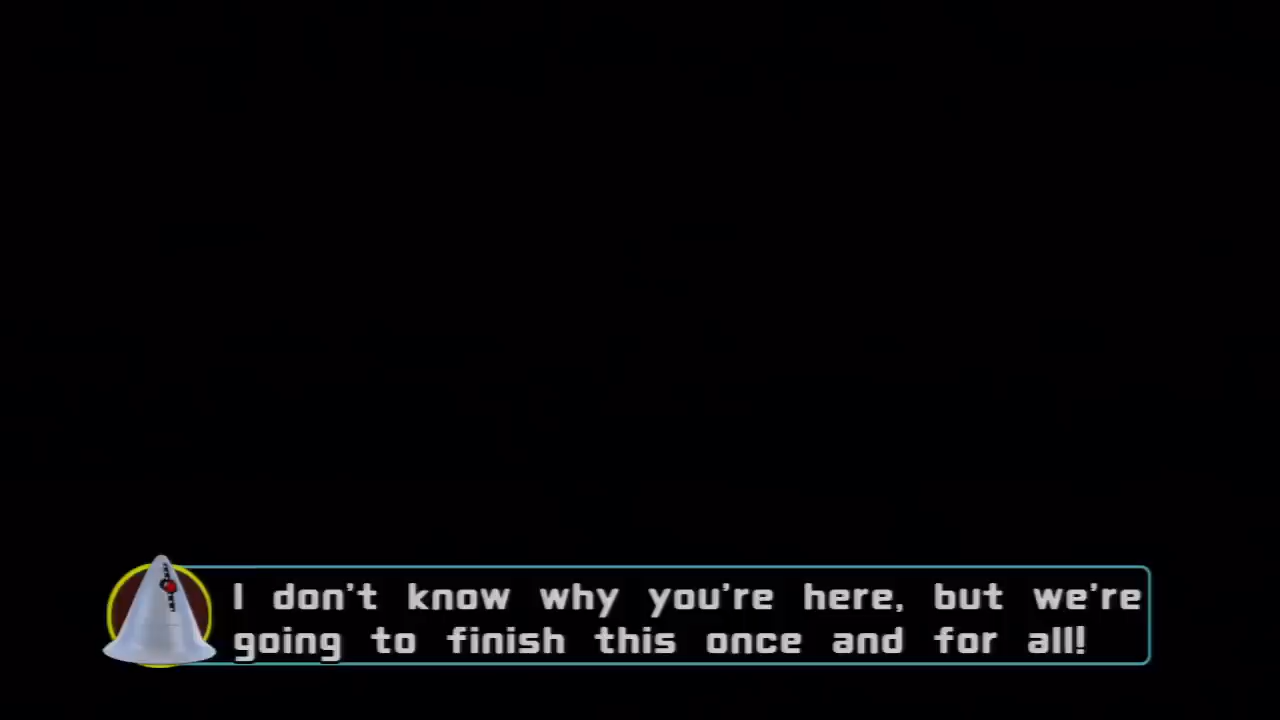 I don't know why you're here, but we're
going to finish this once and for all!